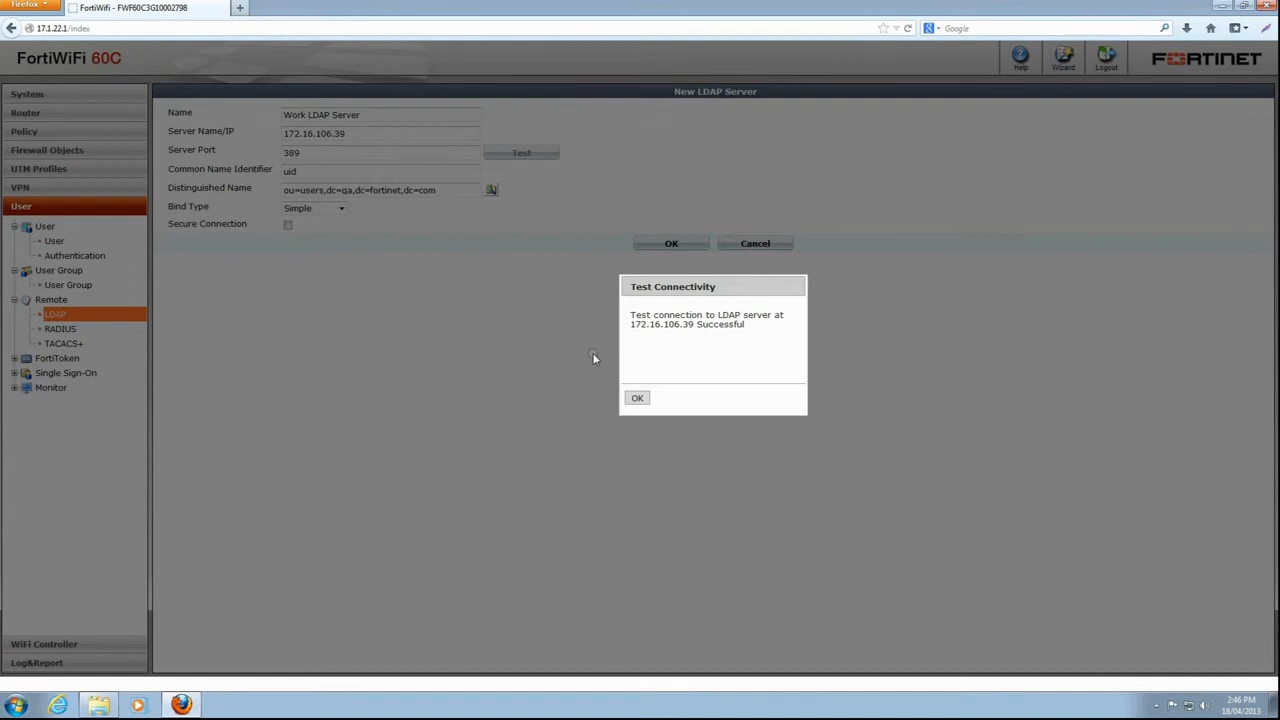 Firefox
FortiWiFi - FWF60C3G10002798
+
17.1.22.1/index
Google
FortiWiFi 60C
Help
Wizard
Logout
FORTINET
System
Router
Policy
Firewall Objects
UTM Profiles
VPN
User
User
User
Authentication
User Group
User Group
Remote
LDAP
RADIUS
TACACS+
FortiToken
Single Sign-On
Monitor
WiFi Controller
Log&Report
New LDAP Server
Name Work LDAP Server
Server Name/IP 172.16.106.39
Server Port 389 Test
Common Name Identifier uid
Distinguished Name ou=users,dc=qa,dc=fortinet,dc=com
Bind Type Simple
Secure Connection
OK Cancel
Test Connectivity
Test connection to LDAP server at
172.16.106.39 Successful
OK
2:46 PM
18/04/2013